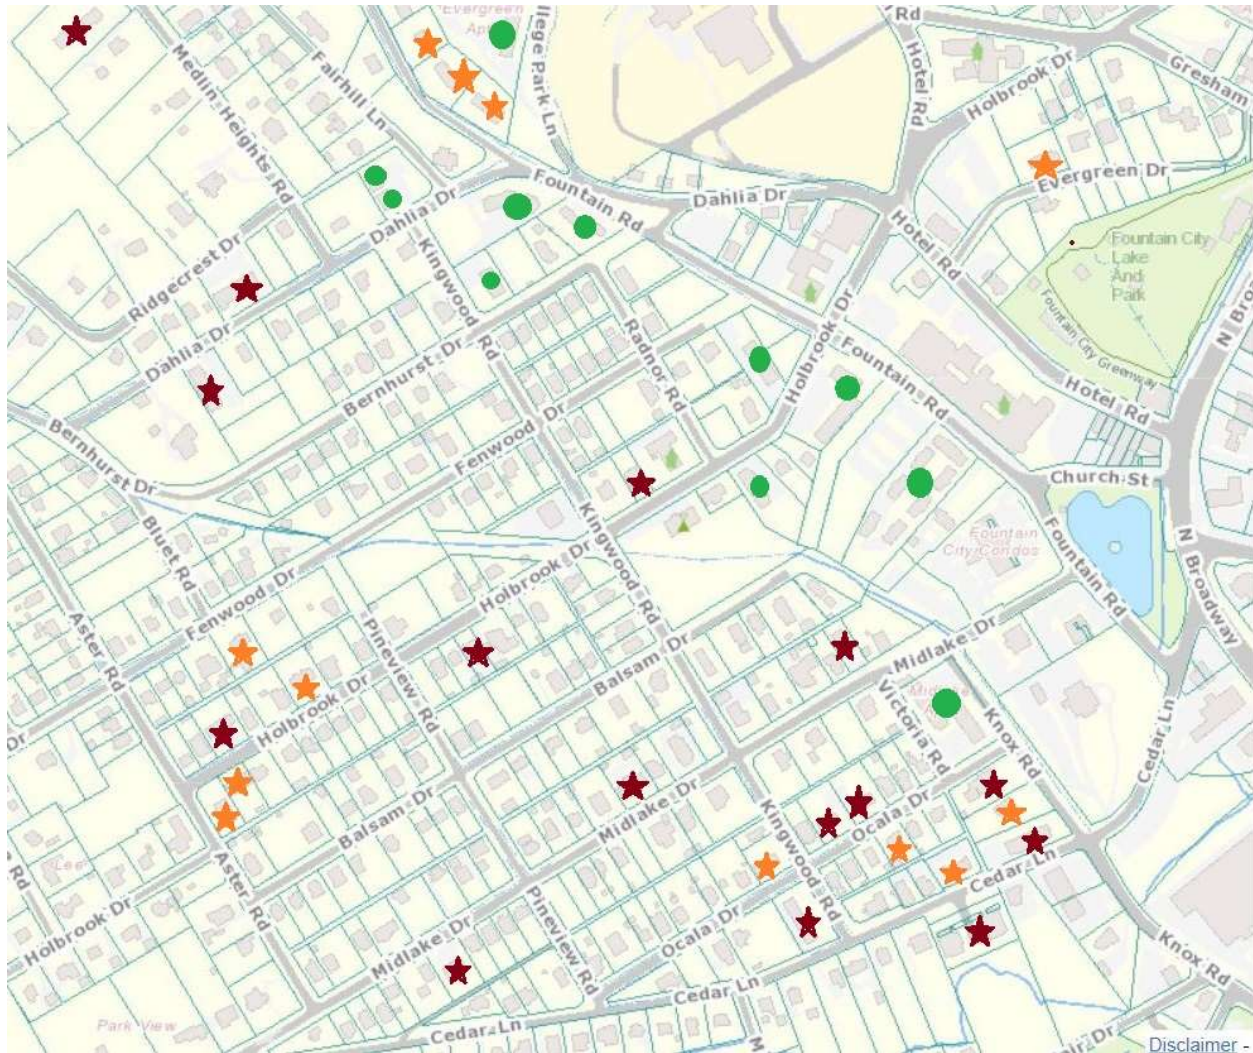 Evergreen
Rd
Medlin Heights Rd
Fairhill Ln
llege Park Ln
Hotel Rd
Holbrook Dr
Gresham
Evergreen Dr
Fountain Rd
Dahlia Dr
Dahlia Dr
Hotel Rd
Fountain City
Lake
And
Park
Ridgecrest Dr
Kingwood Rd
Fountain City Greenway
N Bro
Dahlia Dr
Bernhurst Dr
Radnor Rd
Holbrook Dr
Fountain Rd
Hotel Rd
Bernhurst Dr
Fenwood Dr
Church St
Bluet Rd
Kingwood Rd
Holbrook Dr
Fountain
City Condos
Fountain Rd
N Broadway
Fenwood Dr
Aster Rd
Pineview Rd
Balsam Dr
Midlake Dr
Victoria Rd
Knox Rd
Cedar Ln
Holbrook Dr
Dr
Balsam Dr
Midlake Dr
Kingwood Rd
Ocala Dr
Cedar Ln
Lee
Rd
Aster Rd
Holbrook Dr
Midlake Dr
Pineview Rd
Ocala Dr
Knox Rd
Cedar Ln
Park View
Cedar Ln
M
Dr
Disclaimer -